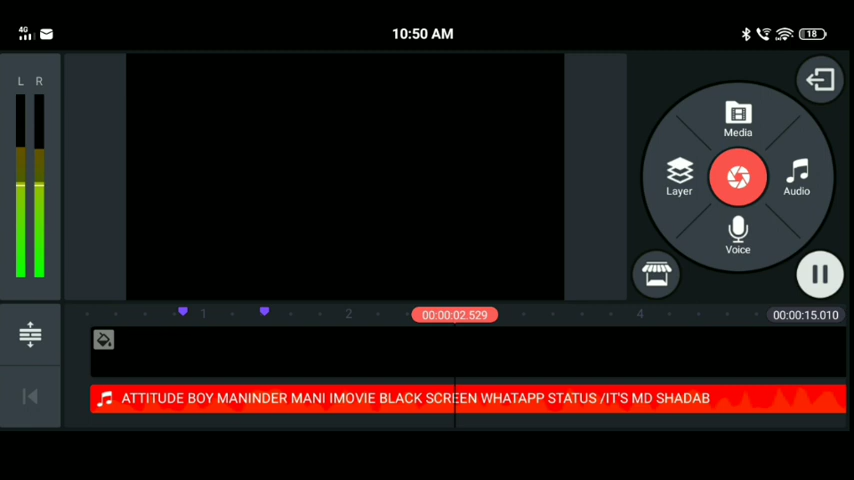 4G
10:50 AM
18
L R
Media
Layer
Audio
Voice
1
2
00:00:02.529
4
00:00:15.010
ATTITUDE BOY MANINDER MANI IMOVIE BLACK SCREEN WHATAPP STATUS /IT'S MD SHADAB